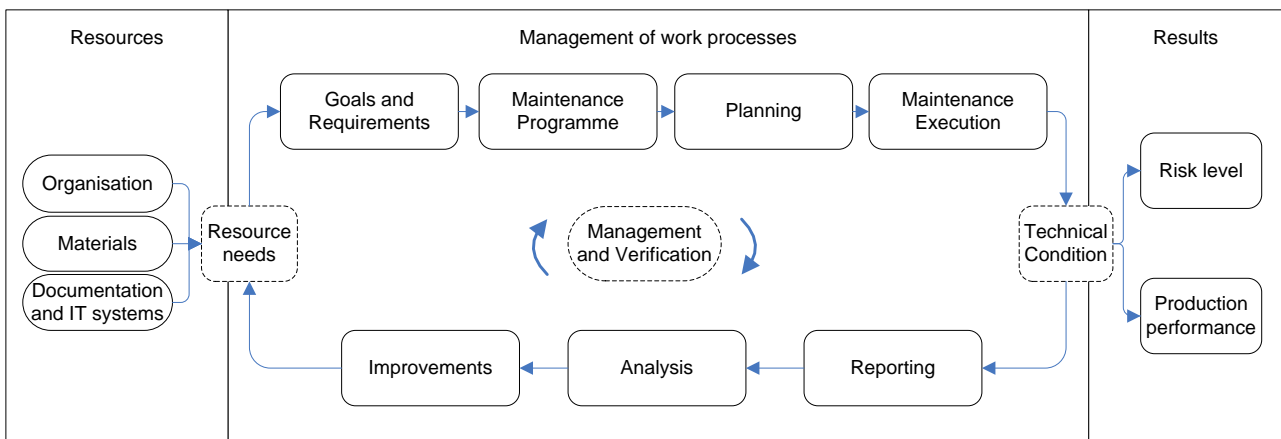 Resources
Management of work processes
Results
Goals and
Requirements
Maintenance
Programme
Planning
Maintenance
Execution
Organisation
Materials
Documentation
and IT systems
Resource
needs
Management
and Verification
Technical
Condition
Risk level
Production
performance
Improvements
Analysis
Reporting